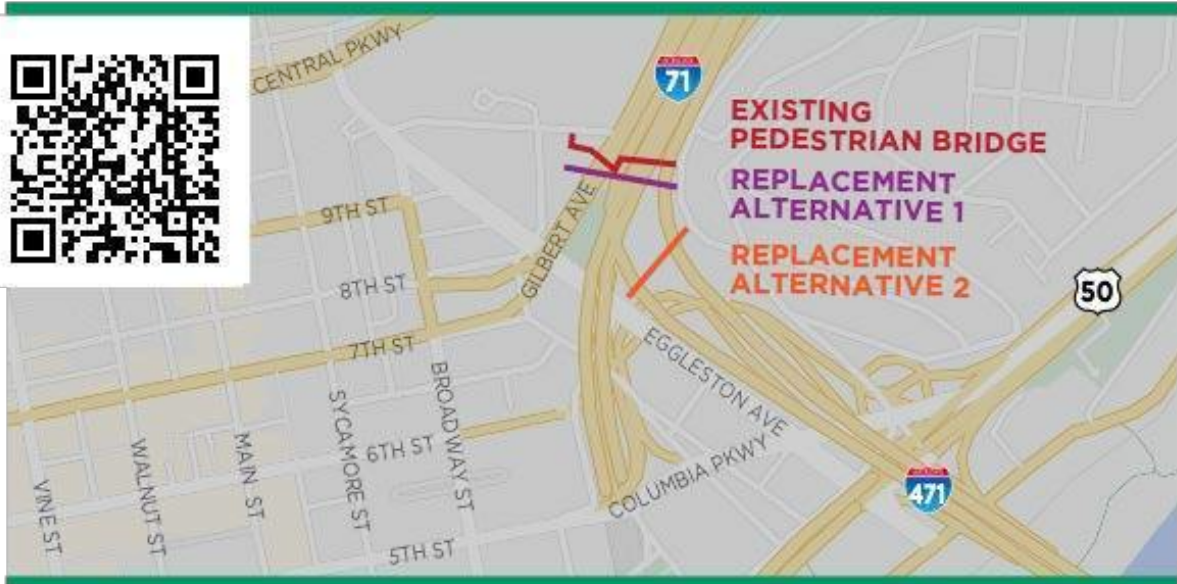 CENTRAL PKWY
71
EXISTING
PEDESTRIAN BRIDGE
REPLACEMENT
ALTERNATIVE 1
REPLACEMENT
ALTERNATIVE 2
9TH ST
GILBERT AVE
8TH ST
50
7TH ST
EGGLESTON AVE
BROADWAY ST
SYCAMORE ST
6TH ST
MAIN ST
WALNUT ST
VINE ST
COLUMBIA PKWY
471
5TH ST